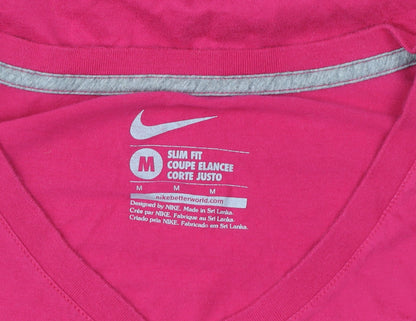 M
SLIM FIT
COUPE ELANCEE
CORTE JUSTO
M M M
nikebetterworld.com
Designed by NIKE. Made in Sri Lanka.
Crée par NIKE. Fabriqué au Sri Lanka.
Criado pela NIKE. Fabricado em Sri Lanka.